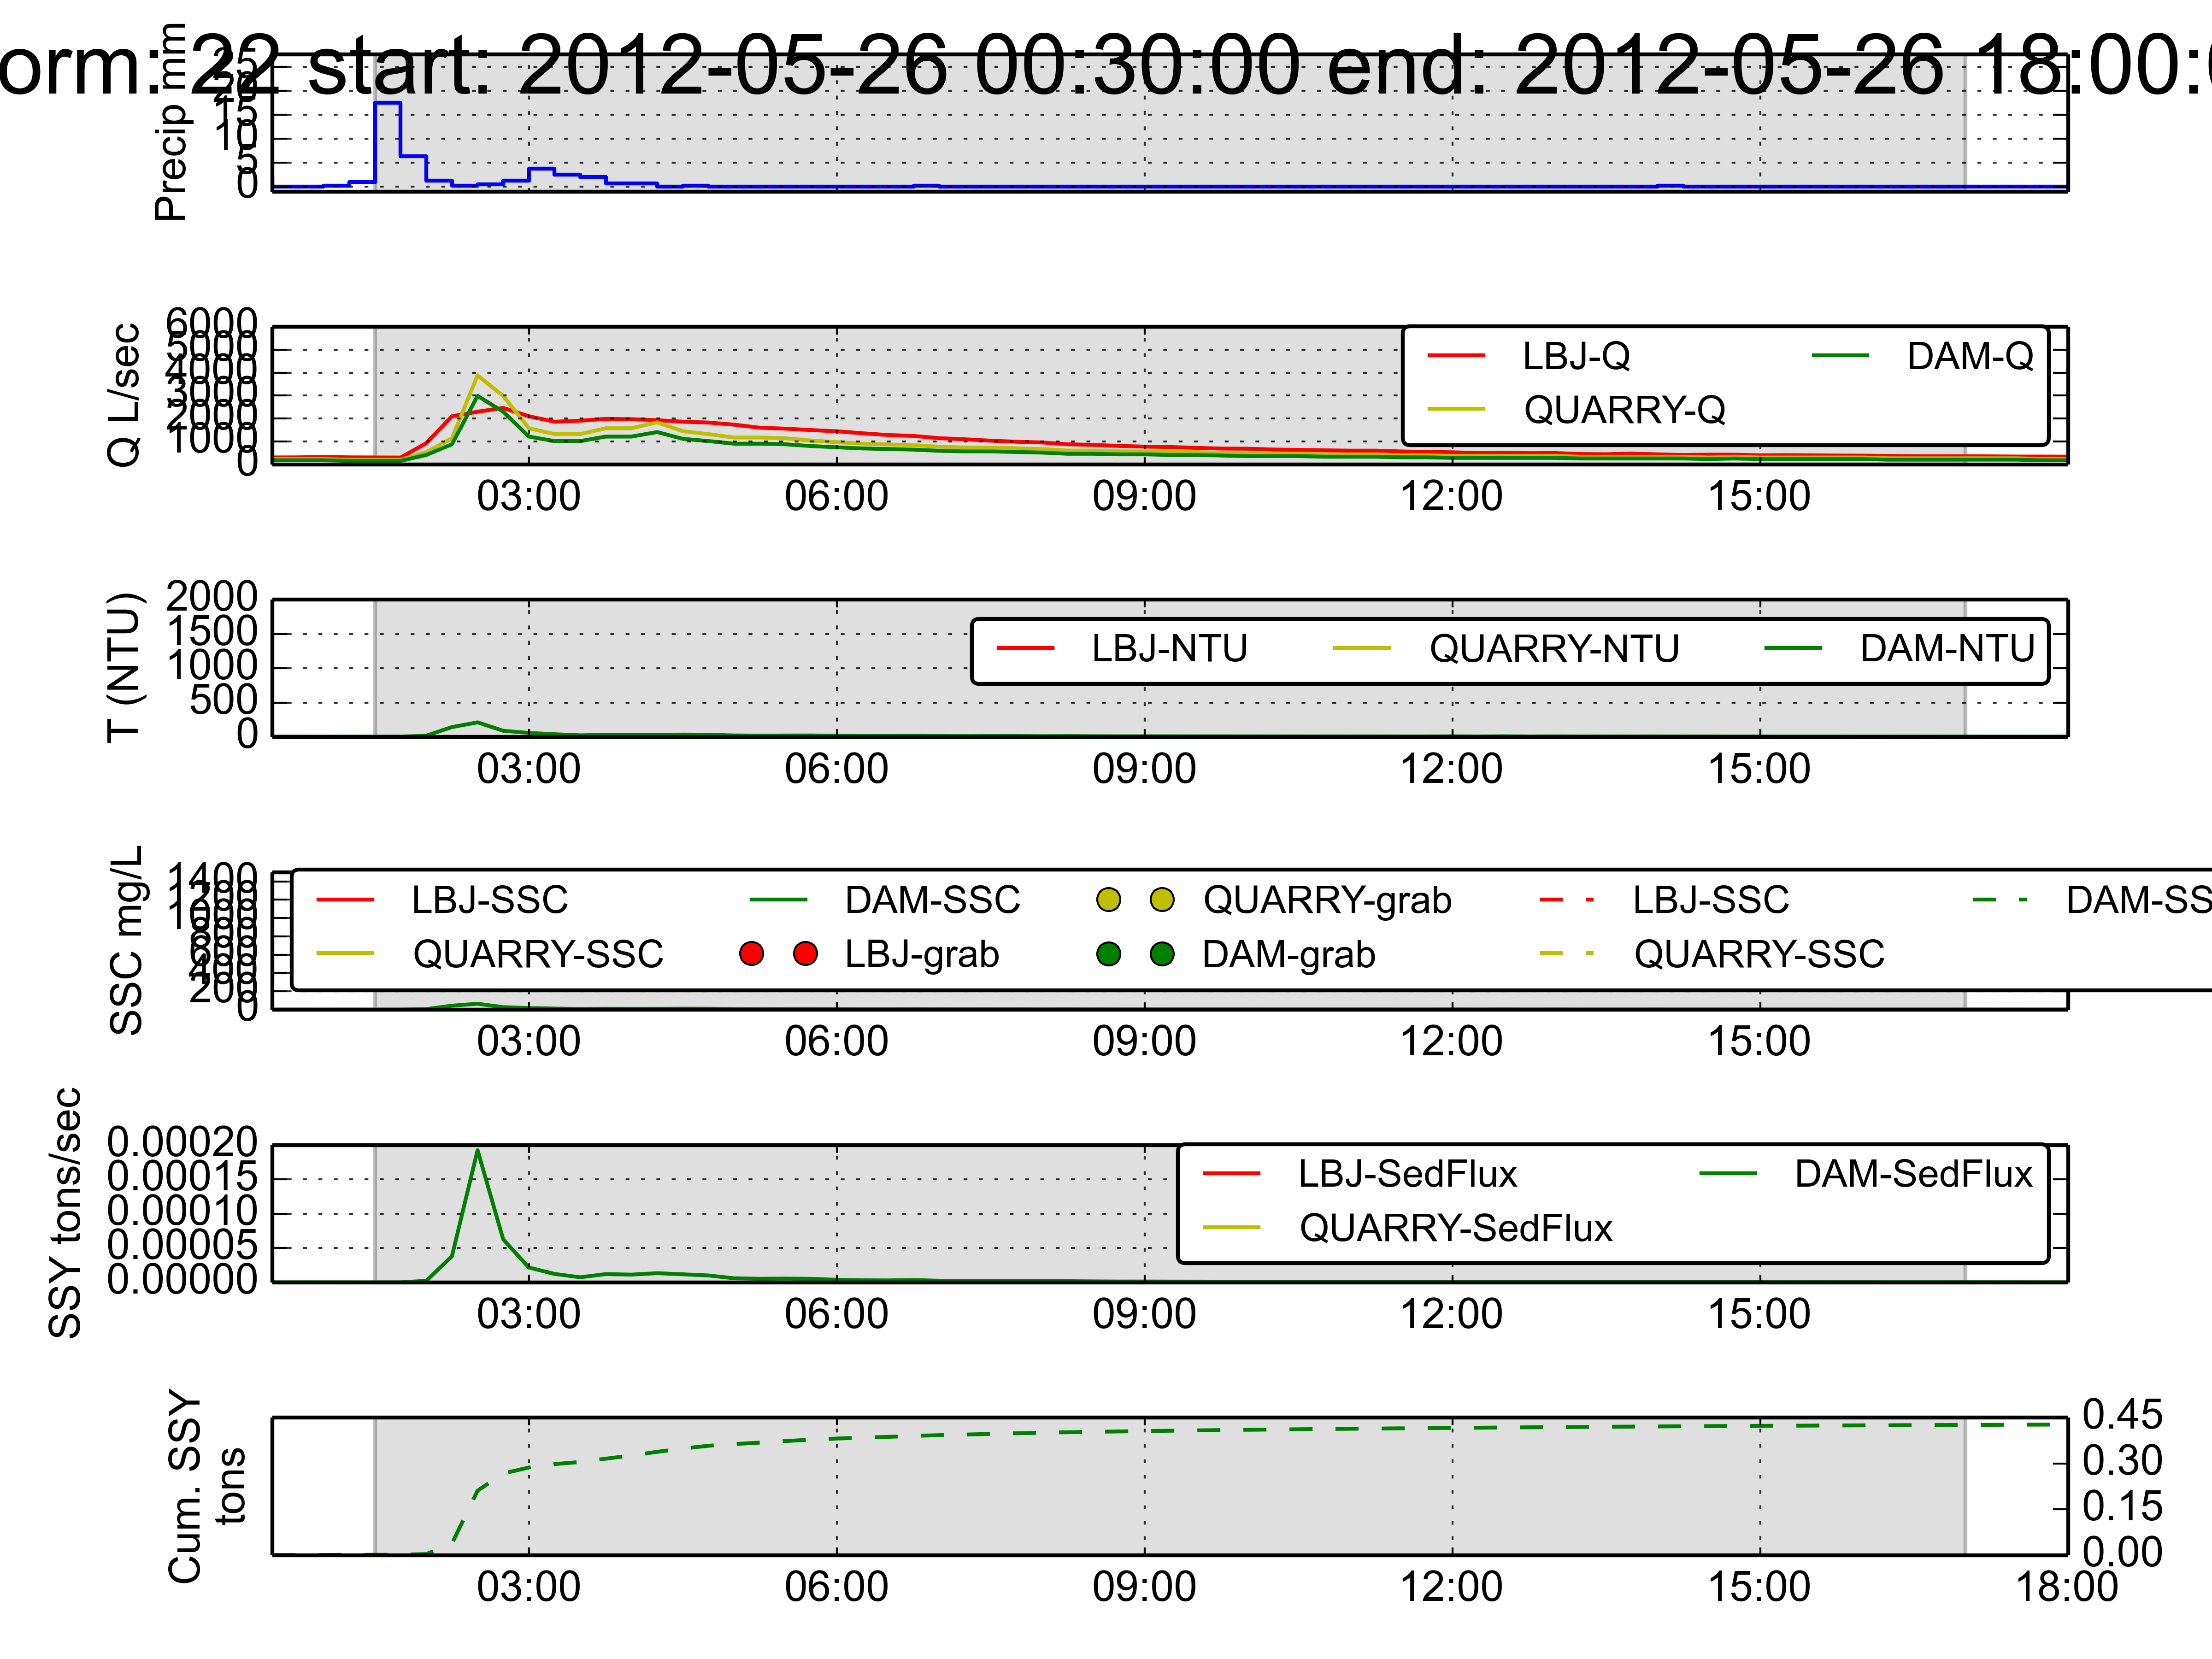 orm: 22 start: 2012-05-26 00:30:00 end: 2012-05-26 18:00:0
Precip mm
25
20
15
10
5
0
Q L/sec
6000
5000
4000
3000
2000
1000
0
LBJ-Q
DAM-Q
QUARRY-Q
03:00 06:00 09:00 12:00 15:00
T (NTU)
2000
1500
1000
500
0
LBJ-NTU QUARRY-NTU DAM-NTU
03:00 06:00 09:00 12:00 15:00
SSC mg/L
1400
1200
1000
800
600
400
200
0
LBJ-SSC DAM-SSC QUARRY-grab LBJ-SSC DAM-SS
QUARRY-SSC LBJ-grab DAM-grab QUARRY-SSC
03:00 06:00 09:00 12:00 15:00
SSY tons/sec
0.00020
0.00015
0.00010
0.00005
0.00000
LBJ-SedFlux DAM-SedFlux
QUARRY-SedFlux
03:00 06:00 09:00 12:00 15:00
Cum. SSY
tons
0.45
0.30
0.15
0.00
03:00 06:00 09:00 12:00 15:00 18:00